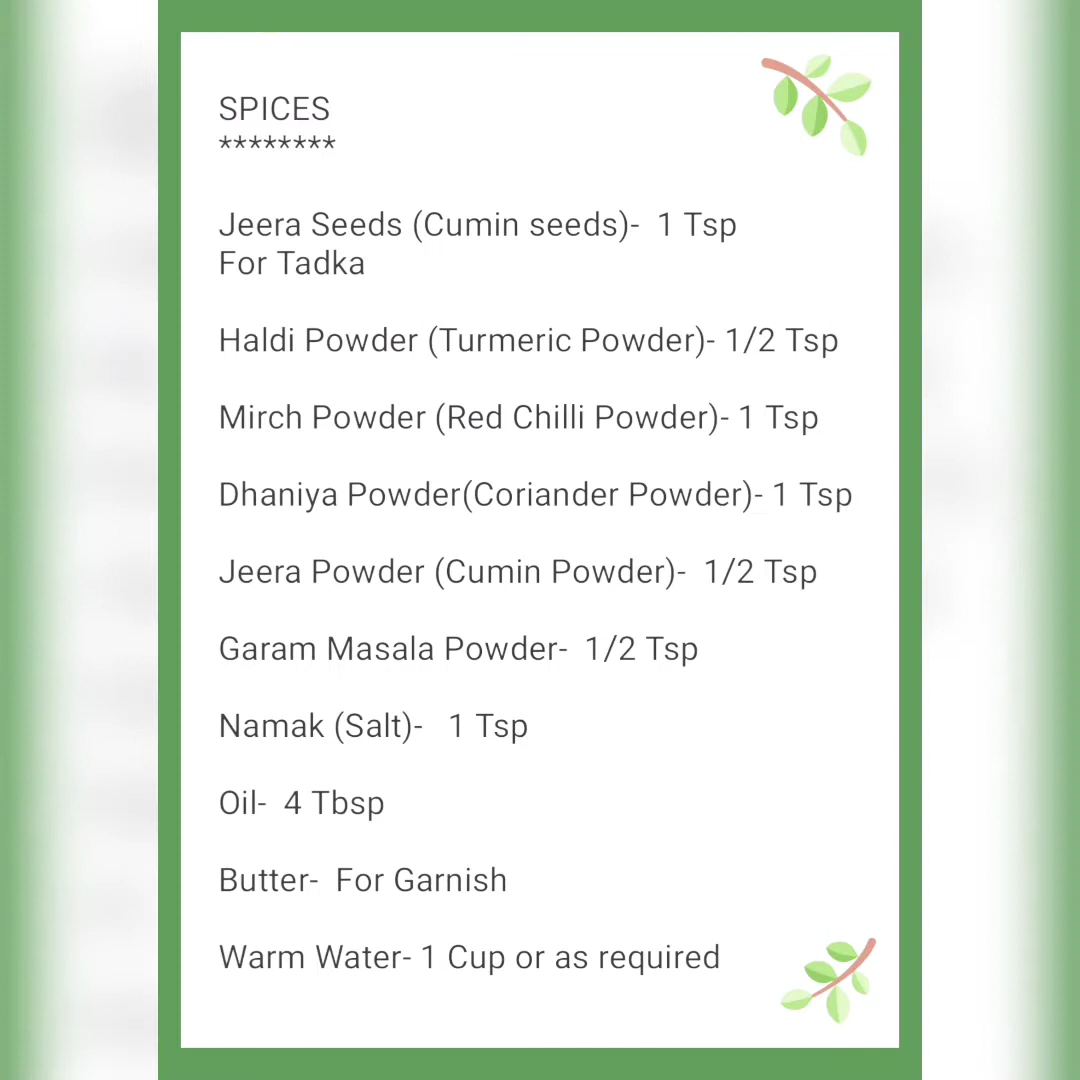 SPICES
********
Jeera Seeds (Cumin seeds)-  1 Tsp
For Tadka
Haldi Powder (Turmeric Powder)- 1/2 Tsp
Mirch Powder (Red Chilli Powder)- 1 Tsp
Dhaniya Powder(Coriander Powder)- 1 Tsp
Jeera Powder (Cumin Powder)-  1/2 Tsp
Garam Masala Powder-  1/2 Tsp
Namak (Salt)-   1 Tsp
Oil-  4 Tbsp
Butter-  For Garnish
Warm Water- 1 Cup or as required